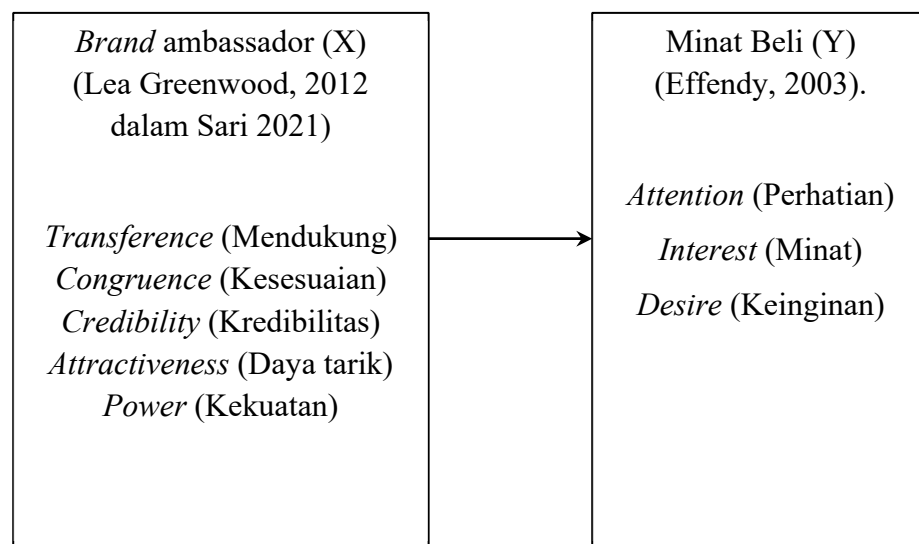 Brand ambassador (X)
(Lea Greenwood, 2012
dalam Sari 2021)
Transference (Mendukung)
Congruence (Kesesuaian)
Credibility (Kredibilitas)
Attractiveness (Daya tarik)
Power (Kekuatan)
Minat Beli (Y)
(Effendy, 2003).
Attention (Perhatian)
Interest (Minat)
Desire (Keinginan)